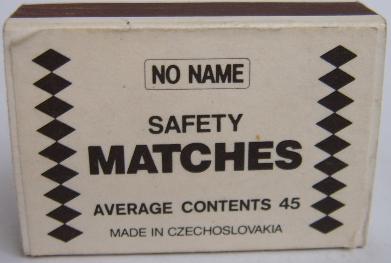 NO NAME
SAFETY
MATCHES
AVERAGE CONTENTS 45
MADE IN CZECHOSLOVAKIA